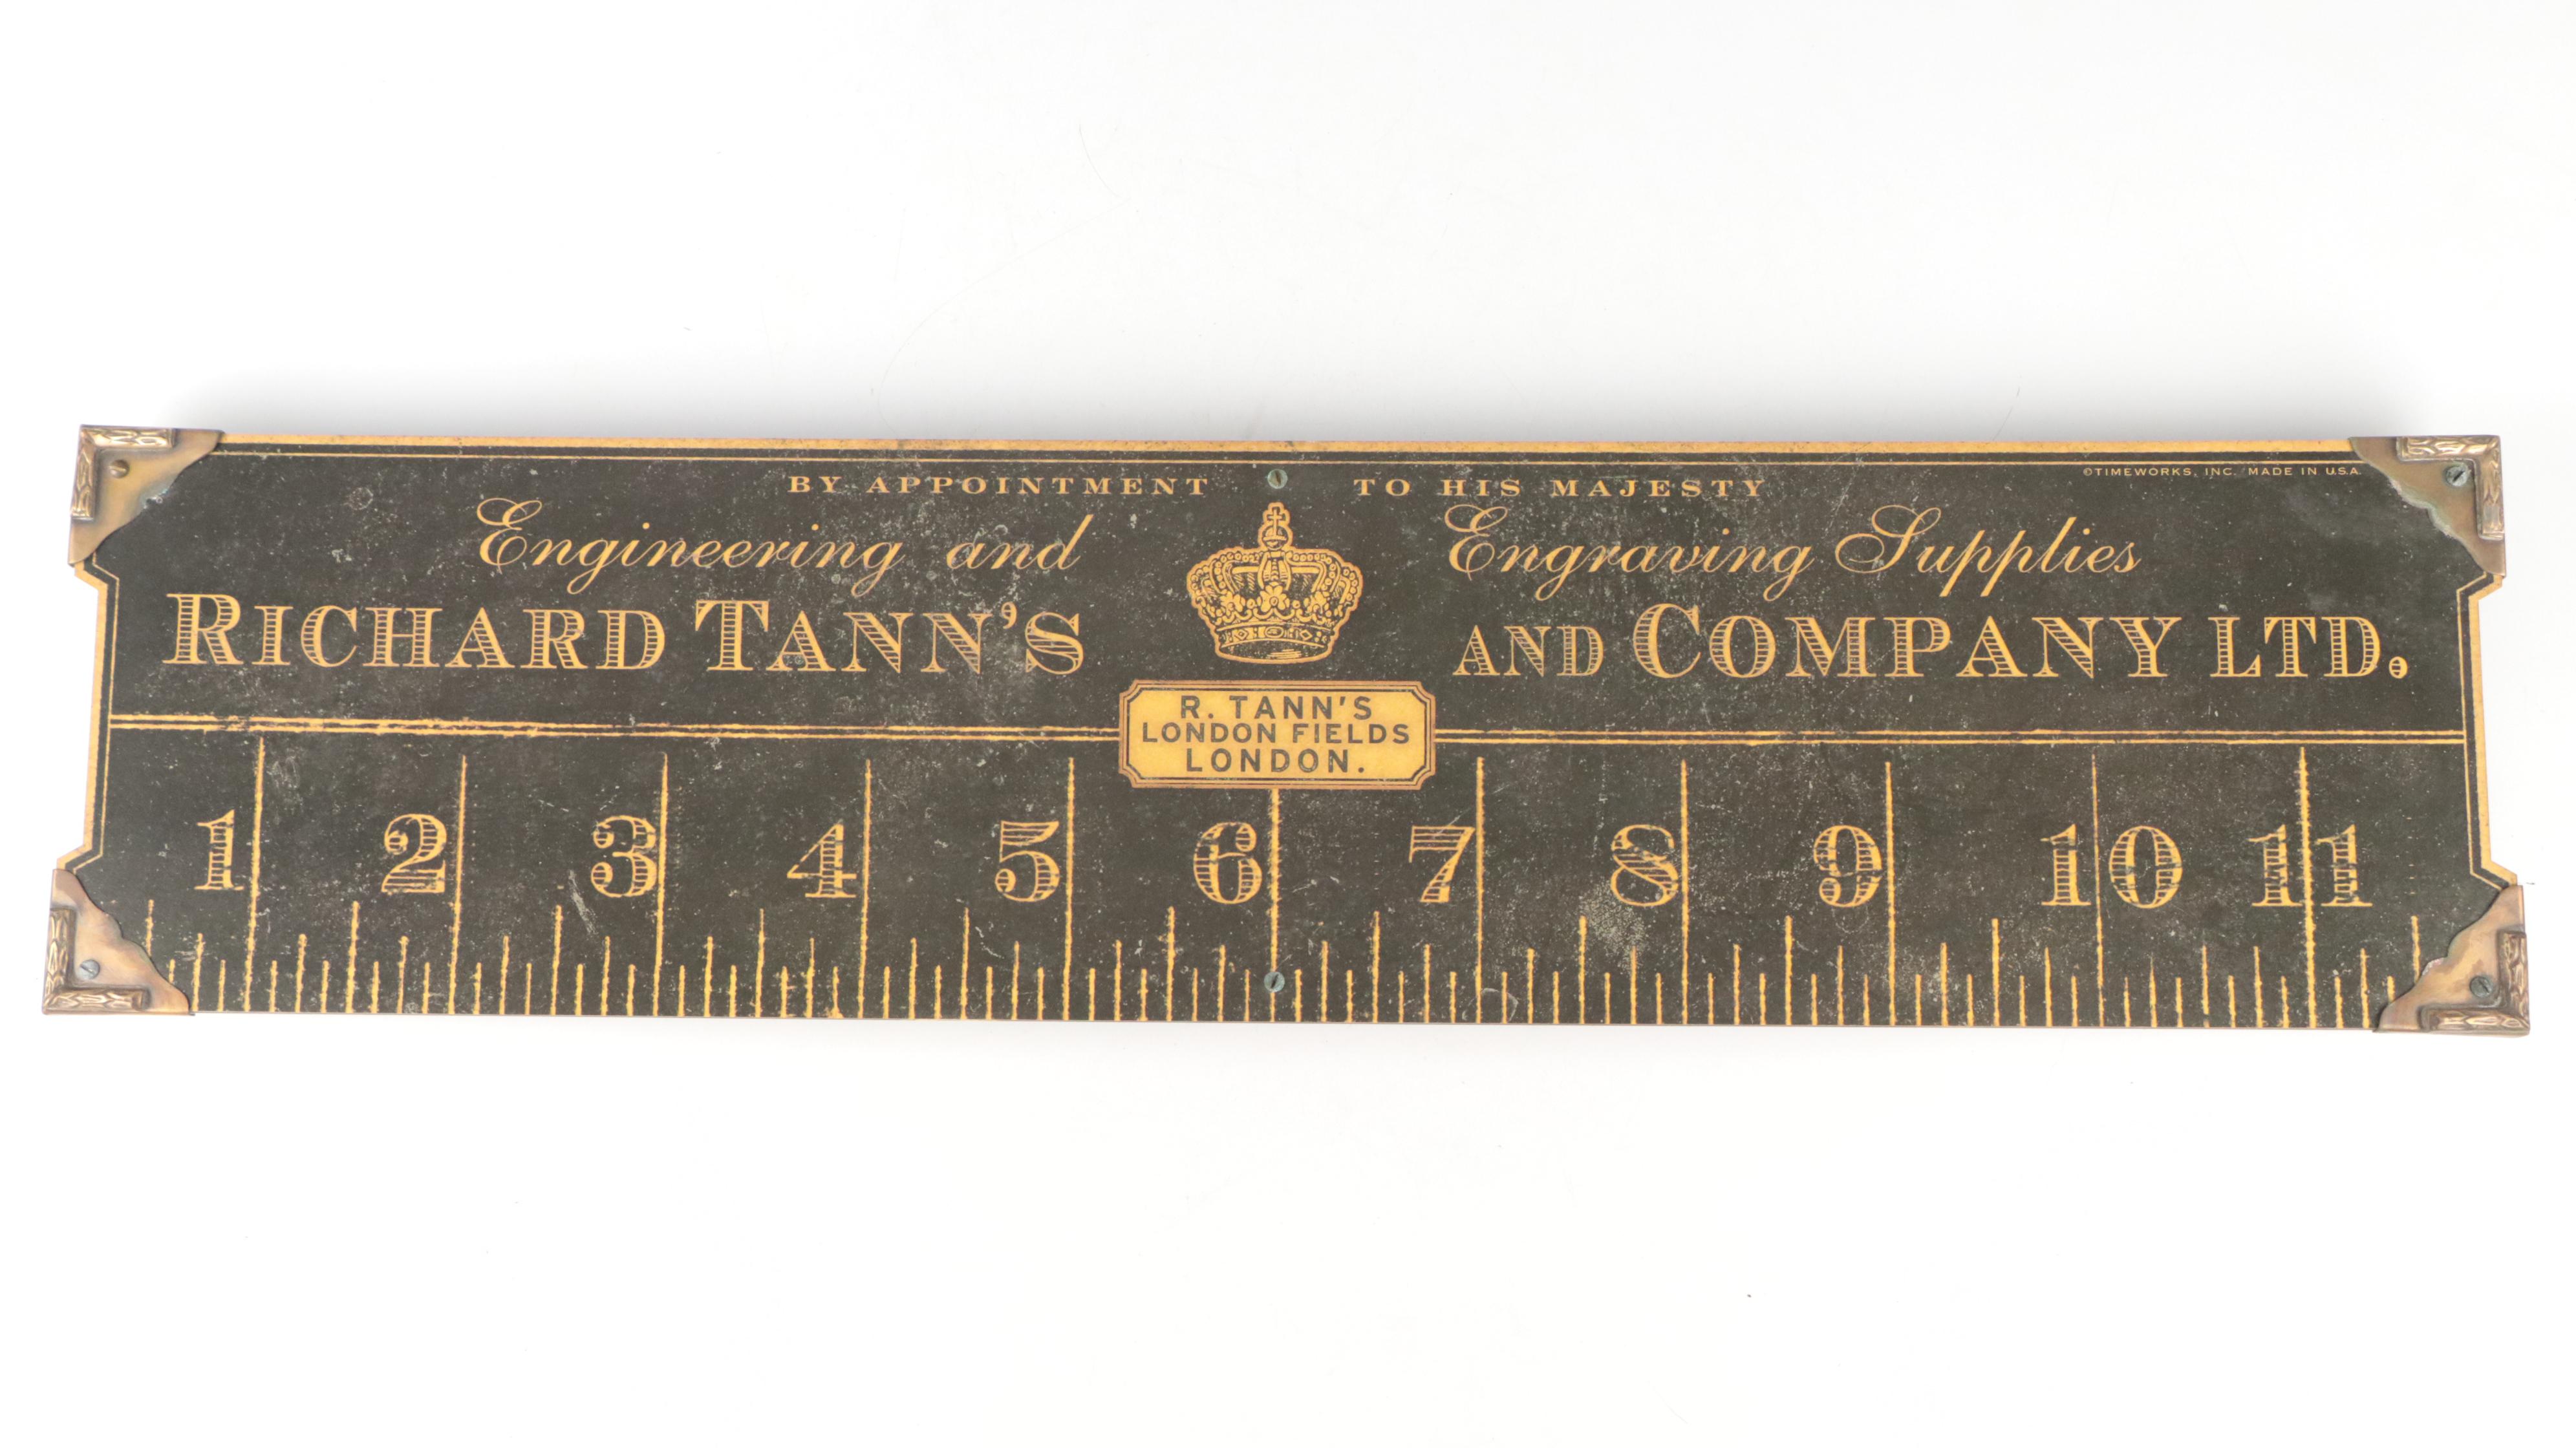 BY APPOINTMENT TO HIS MAJESTY
©TIMEWORKS, INC. MADE IN U.S.A.
Engineering and Engraving Supplies
RICHARD TANN'S AND COMPANY LTD.
R. TANN'S
LONDON FIELDS
LONDON.
1 2 3 4 5 6 7 8 9 10 11